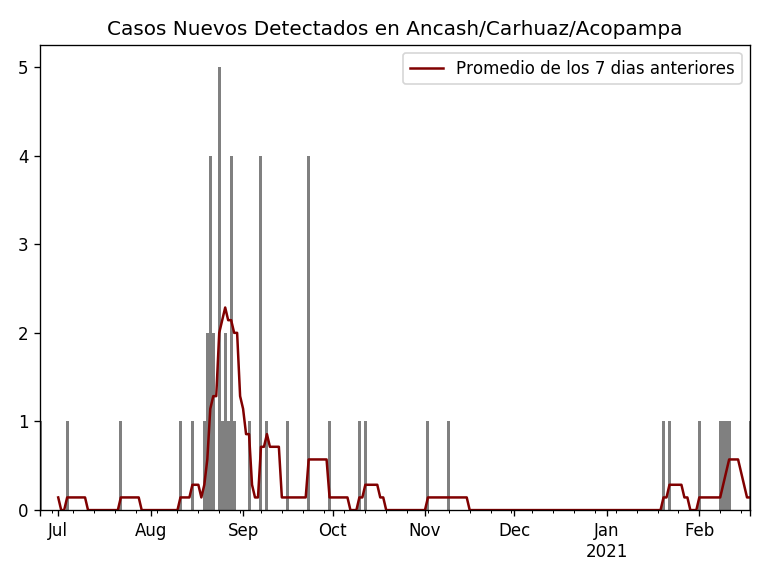 Casos Nuevos Detectados en Ancash/Carhuaz/Acopampa
Promedio de los 7 dias anteriores
5
4
3
2
1
0
Jul Aug Sep Oct Nov Dec Jan Feb
2021